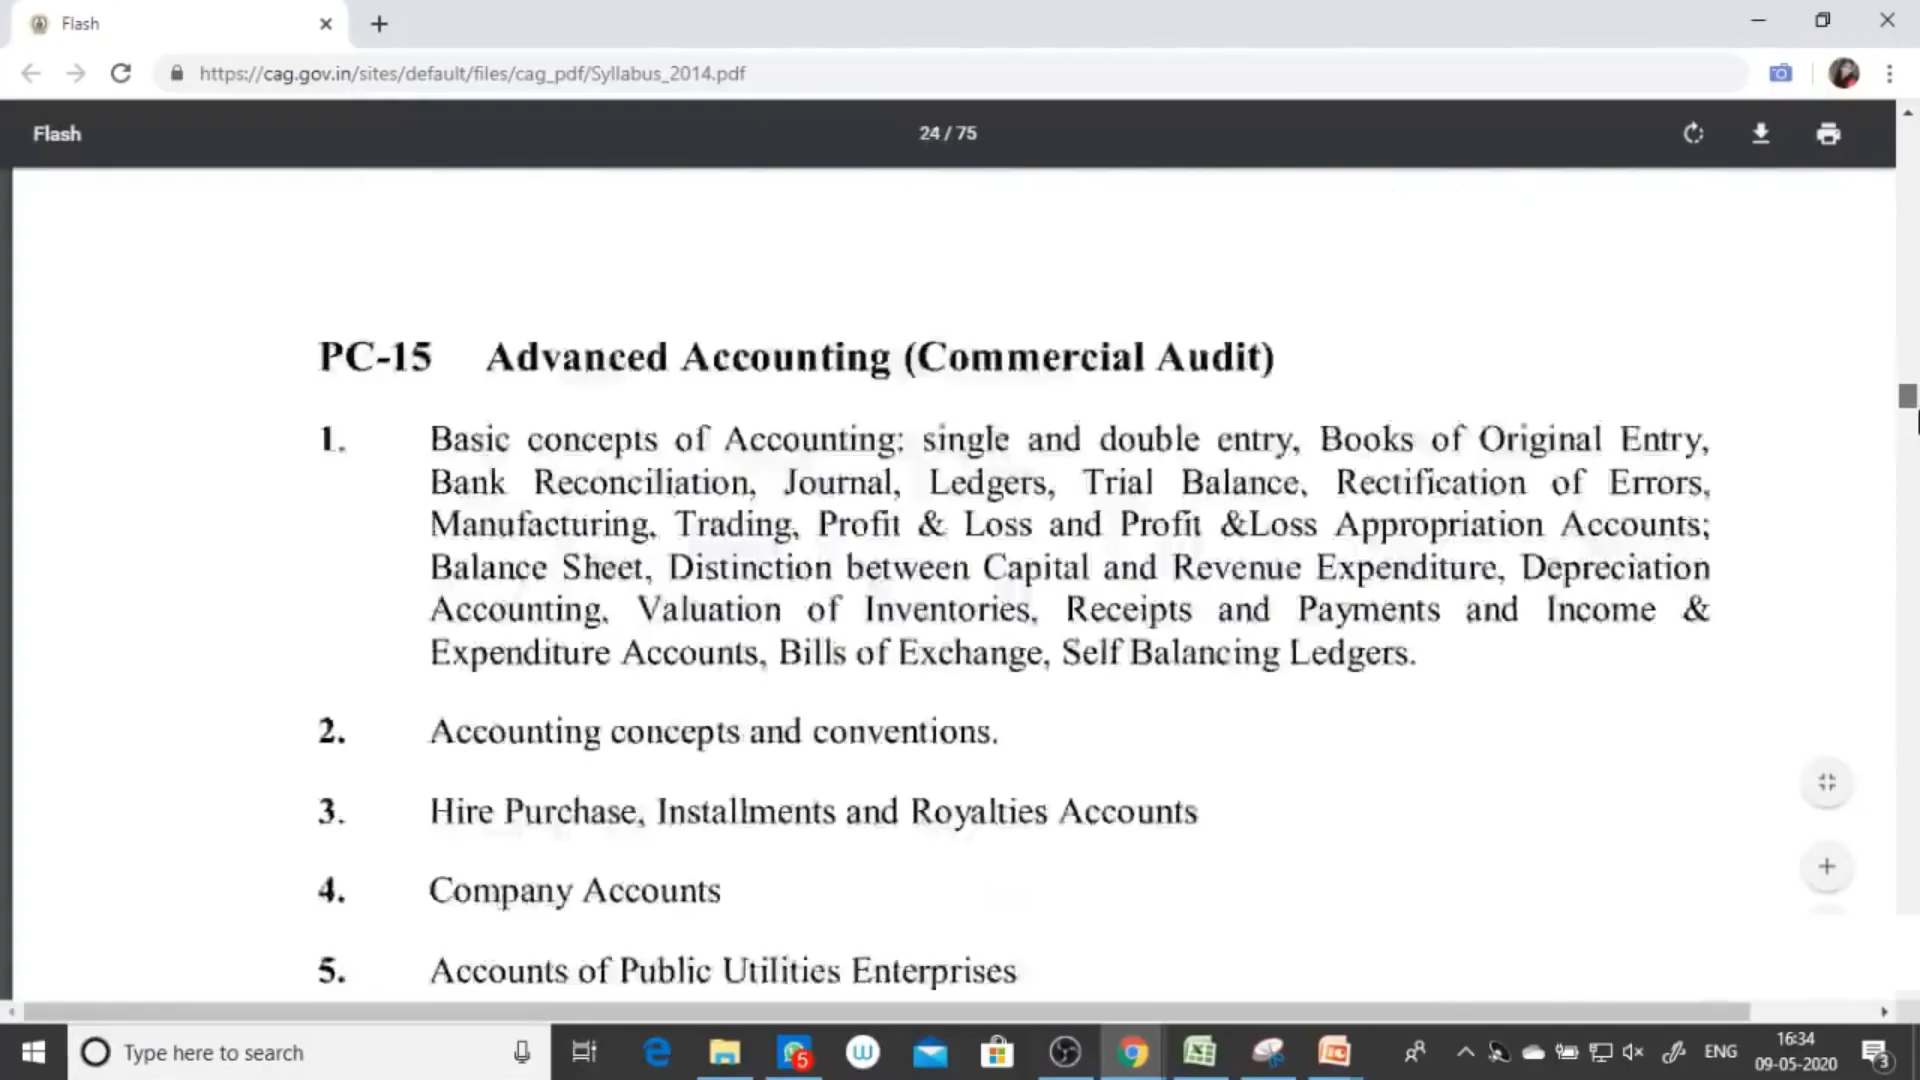 Flash
https://cag.gov.in/sites/default/files/cag_pdf/Syllabus_2014.pdf
Flash
24 / 75
PC-15 Advanced Accounting (Commercial Audit)
1. Basic concepts of Accounting: single and double entry, Books of Original Entry,
Bank Reconciliation, Journal, Ledgers, Trial Balance, Rectification of Errors,
Manufacturing, Trading, Profit & Loss and Profit &Loss Appropriation Accounts;
Balance Sheet, Distinction between Capital and Revenue Expenditure, Depreciation
Accounting, Valuation of Inventories, Receipts and Payments and Income &
Expenditure Accounts, Bills of Exchange, Self Balancing Ledgers.
2. Accounting concepts and conventions.
3. Hire Purchase, Installments and Royalties Accounts
4. Company Accounts
5. Accounts of Public Utilities Enterprises
Type here to search
5
ENG
16:34
09-05-2020
3